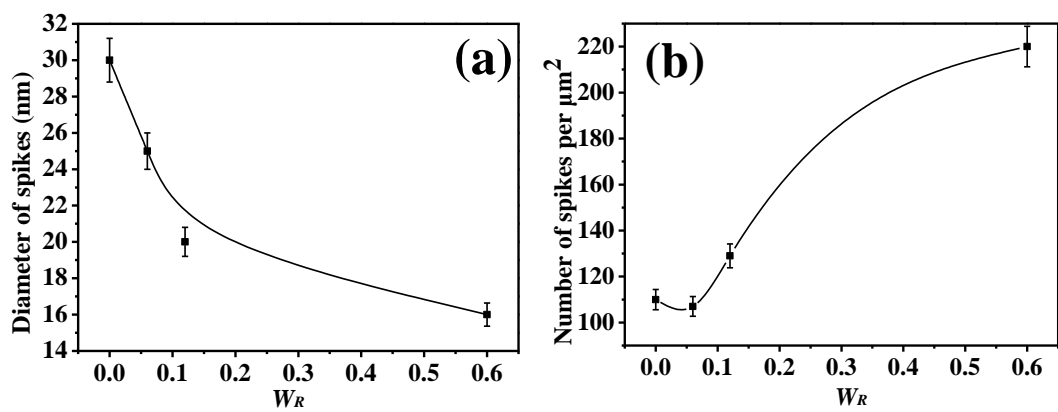 (a)
Diameter of spikes (nm)
32
30
28
26
24
22
20
18
16
14
0.0 0.1 0.2 0.3 0.4 0.5 0.6
W_R
(b)
Number of spikes per μm²
220
200
180
160
140
120
100
0.0 0.1 0.2 0.3 0.4 0.5 0.6
W_R